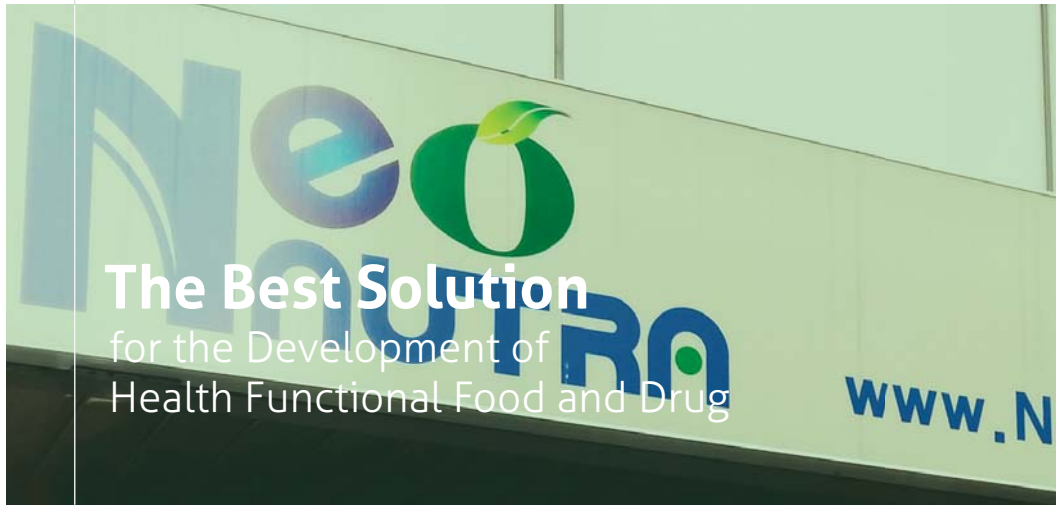 Neo
NUTRA
The Best Solution
for the Development of
Health Functional Food and Drug
www.N